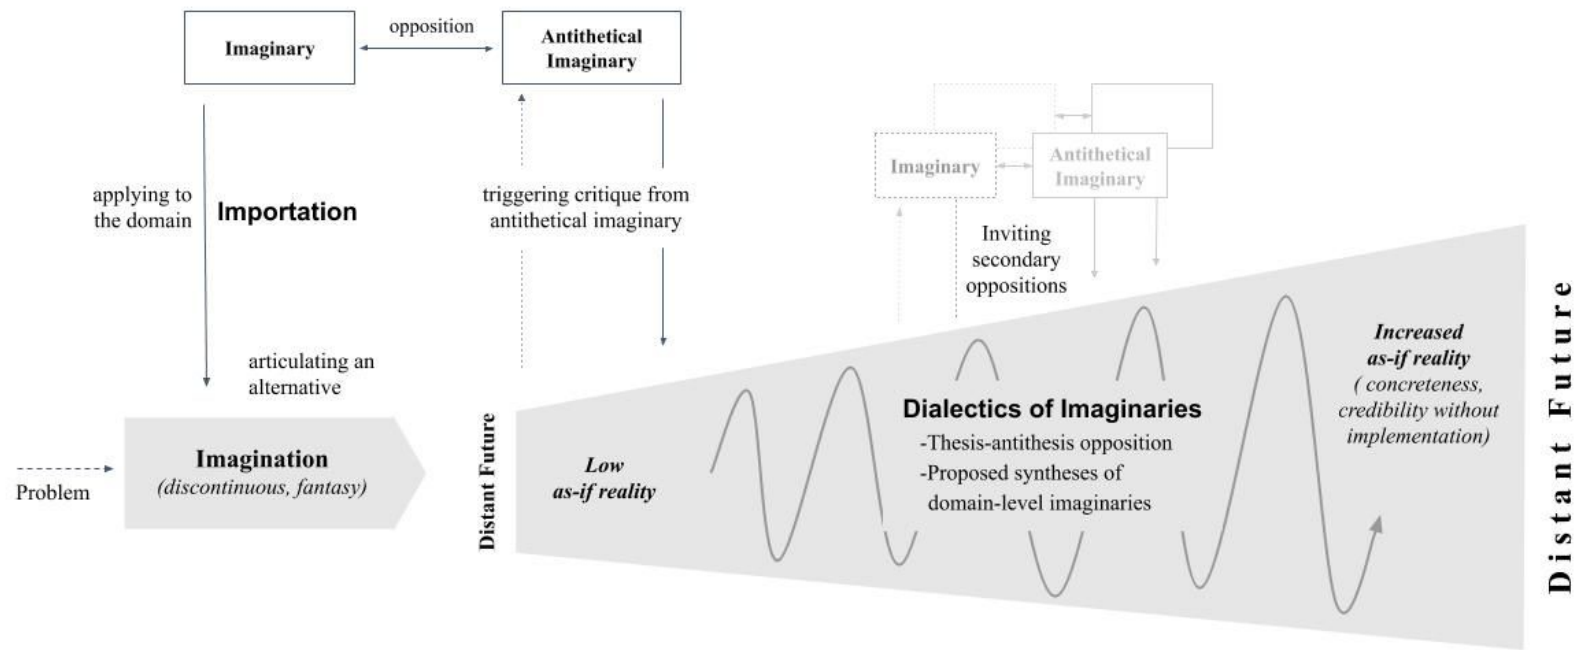 Imaginary
opposition
Antithetical
Imaginary
applying to
the domain
Importation
triggering critique from
antithetical imaginary
articulating an
alternative
Problem
Imagination
(discontinuous, fantasy)
Distant Future
Low
as-if reality
Imaginary
Antithetical
Imaginary
Inviting
secondary
oppositions
Dialectics of Imaginaries
-Thesis-antithesis opposition
-Proposed syntheses of
domain-level imaginaries
Increased
as-if reality
( concreteness,
credibility without
implementation)
Distant Future